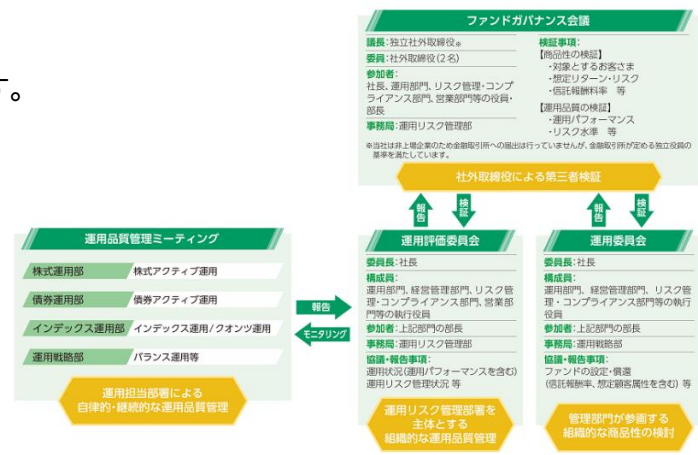 す。
ファンドガバナンス会議
議長:独立社外取締役※
委員:社外取締役(2名)
参加者:
社長、運用部門、リスク管理・コンプ
ライアンス部門、営業部門等の役員・
部長
事務局:運用リスク管理部
検証事項:
【商品性の検証】
・対象とするお客さま
・想定リターン・リスク
・信託報酬料率 等
【運用品質の検証】
・運用パフォーマンス
・リスク水準 等
※当社は非上場企業のため金融取引所への届出は行っていませんが、金融取引所が定める独立役員の
基準を満たしています。
社外取締役による第三者検証
報告
検証
報告
検証
運用品質管理ミーティング
株式運用部 株式アクティブ運用
債券運用部 債券アクティブ運用
インデックス運用部 インデックス運用/クオンツ運用
運用戦略部 バランス運用等
運用担当部署による
自律的・継続的な運用品質管理
報告
モニタリング
運用評価委員会
委員長:社長
構成員:
運用部門、経営管理部門、リスク管
理・コンプライアンス部門、営業部
門等の執行役員
参加者:上記部門の部長
事務局:運用リスク管理部
協議・報告事項:
運用状況(運用パフォーマンスを含む)
運用リスク管理状況 等
運用リスク管理部署を
主体とする
組織的な運用品質管理
運用委員会
委員長:社長
構成員:
運用部門、経営管理部門、リスク管
理・コンプライアンス部門等の執行
役員
参加者:上記部門の部長
事務局:運用戦略部
協議・報告事項:
ファンドの設定・償還
(信託報酬率、想定顧客属性を含む) 等
管理部門が参画する
組織的な商品性の検討